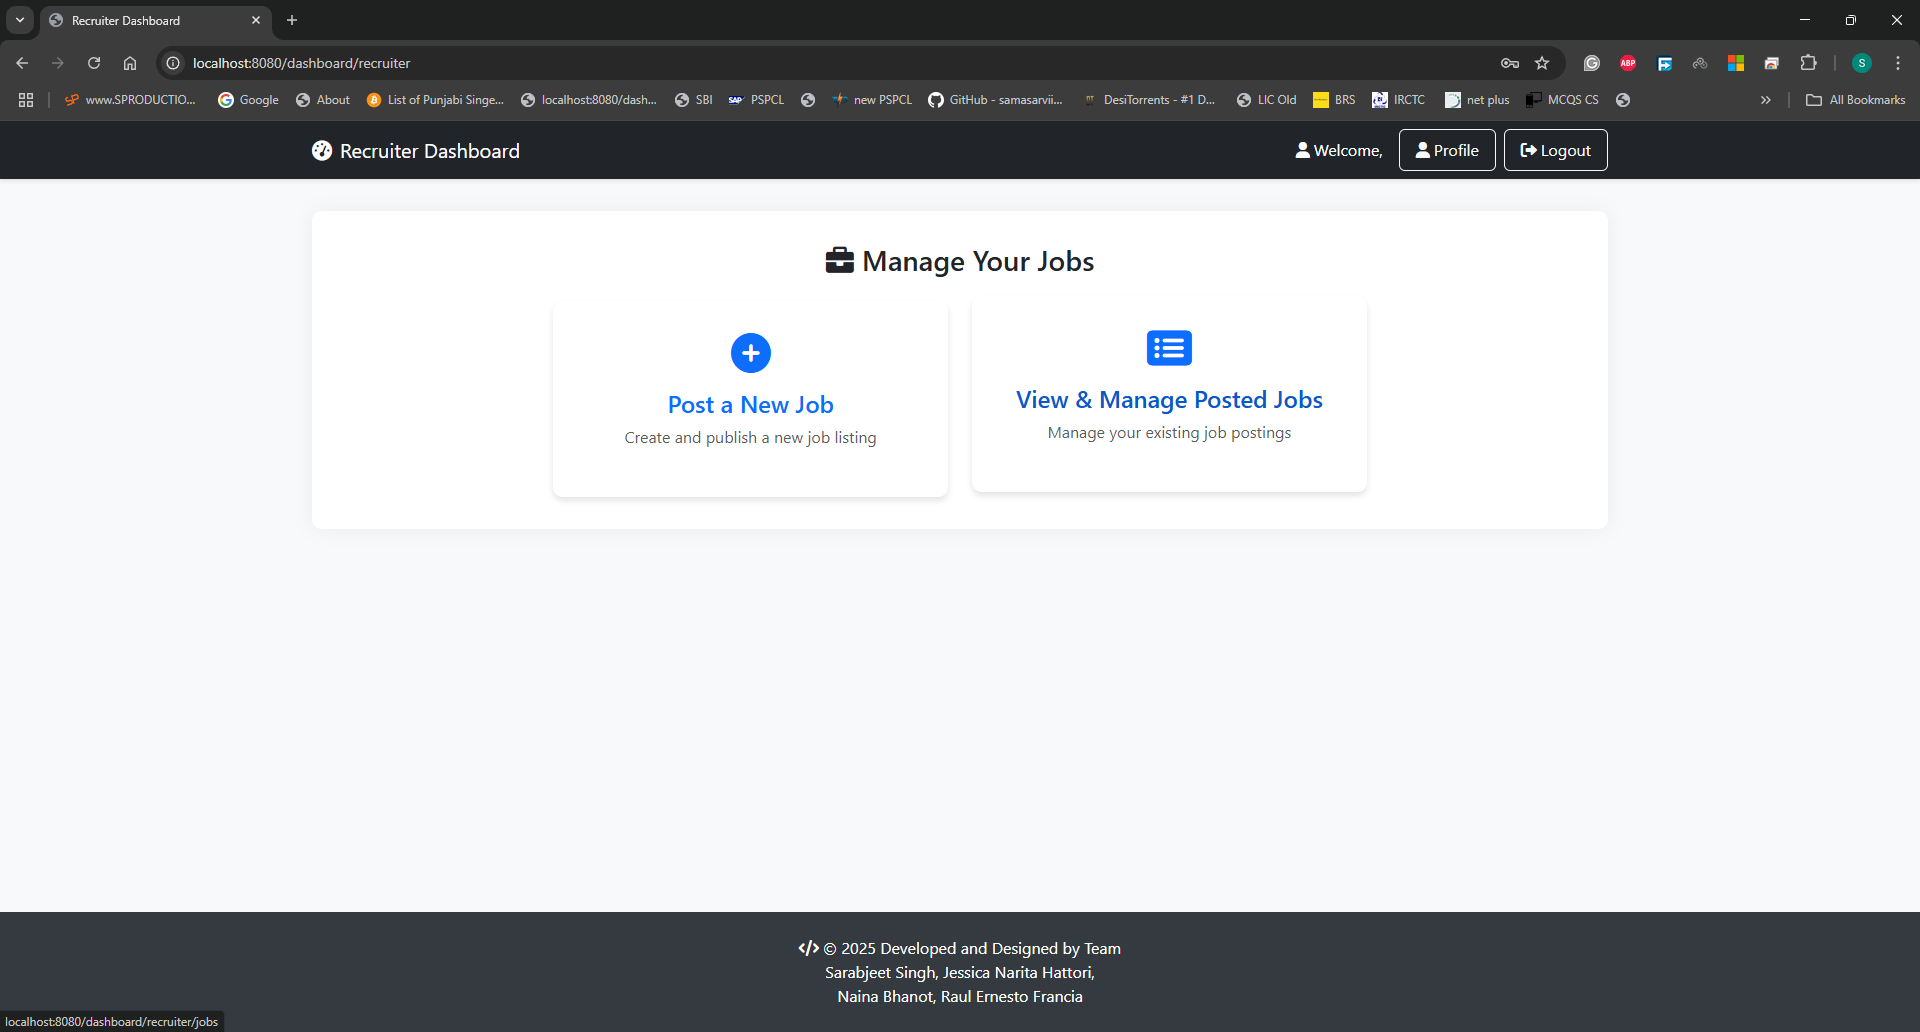 Recruiter Dashboard
localhost:8080/dashboard/recruiter
ABP
S
www.SPRODUCTIO...
Google
About
List of Punjabi Singe...
localhost:8080/dash...
SBI
SAP
PSPCL
new PSPCL
GitHub - samasarvii...
DesiTorrents - #1 D...
LIC Old
BRS
IRCTC
net plus
MCQS CS
All Bookmarks
Recruiter Dashboard
Welcome,
Profile
Logout
Manage Your Jobs
Post a New Job
Create and publish a new job listing
View & Manage Posted Jobs
Manage your existing job postings
© 2025 Developed and Designed by Team
Sarabjeet Singh, Jessica Narita Hattori,
Naina Bhanot, Raul Ernesto Francia
localhost:8080/dashboard/recruiter/jobs